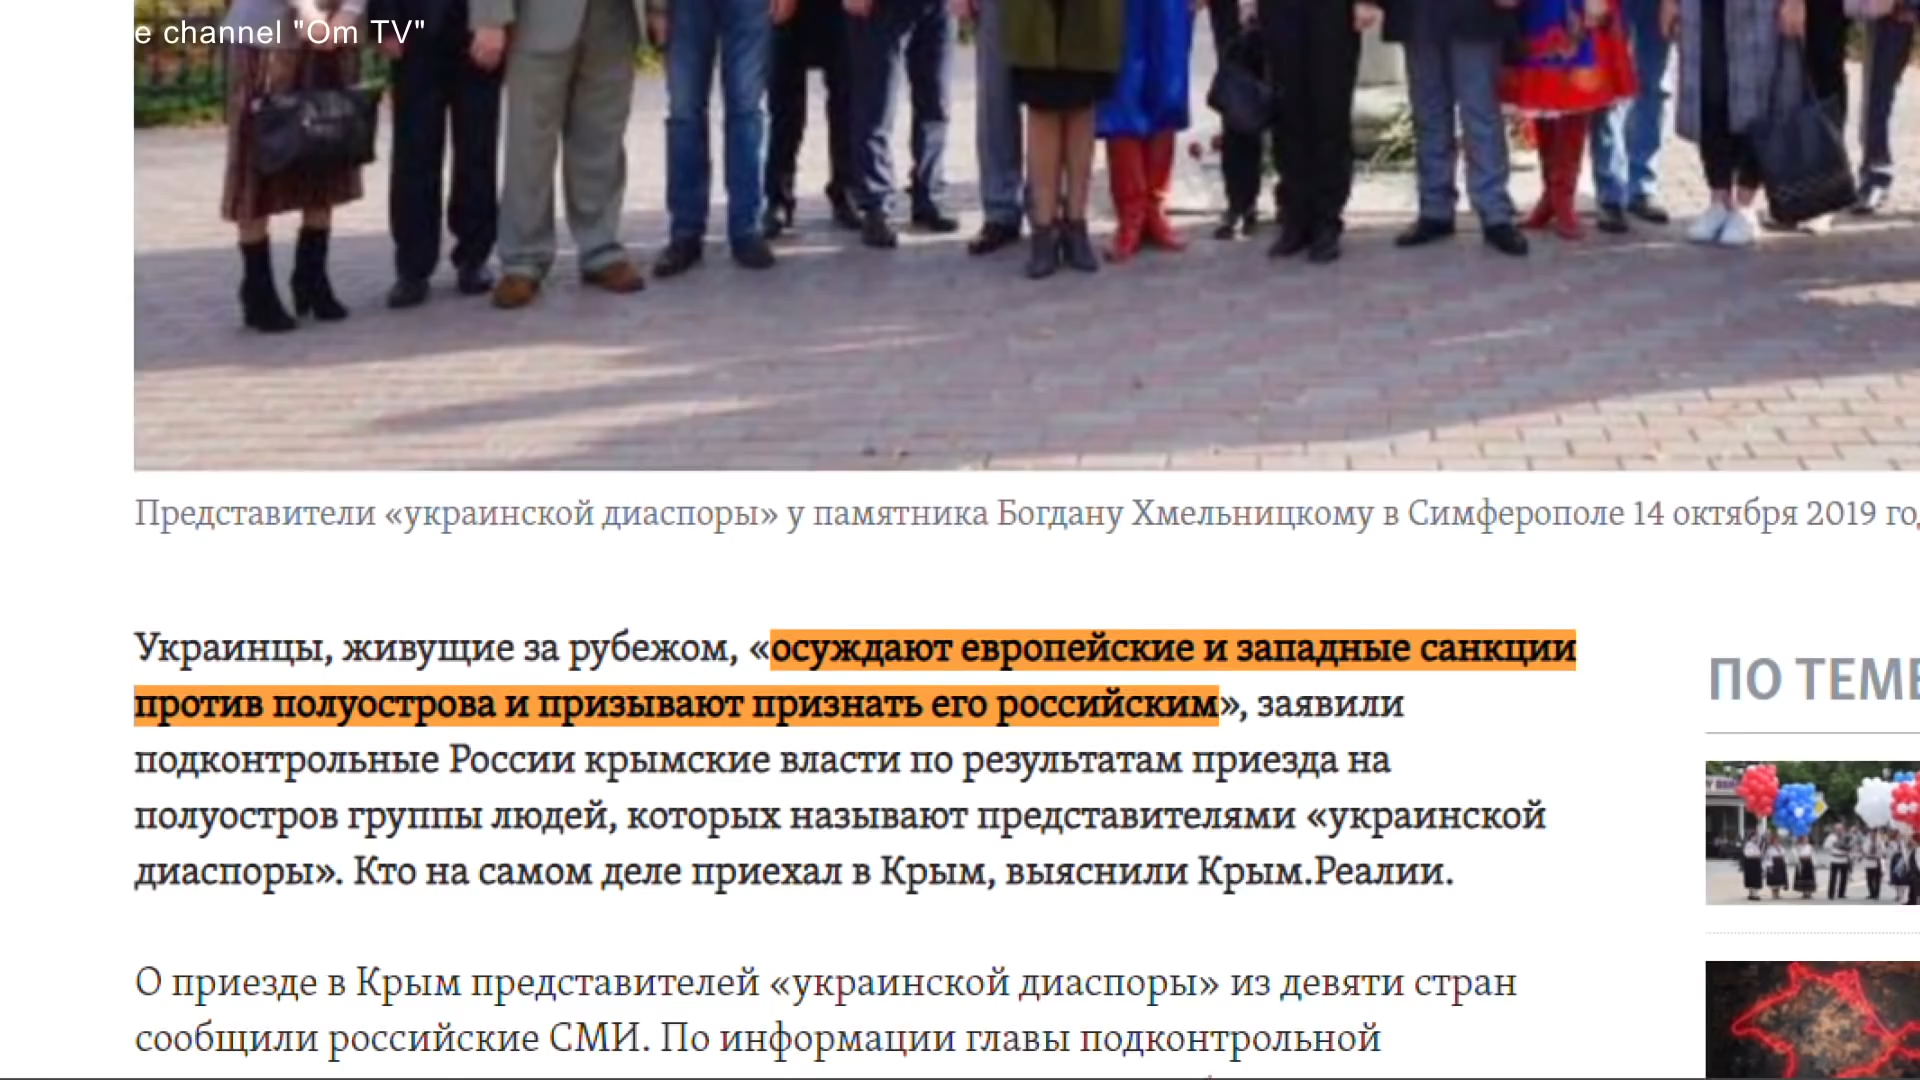 e channel "Om TV"
Представители «украинской диаспоры» у памятника Богдану Хмельницкому в Симферополе 14 октября 2019
Украинцы, живущие за рубежом, «осуждают европейские и западные санкции
против полуострова и призывают признать его российским», заявили
подконтрольные России крымские власти по результатам приезда на
полуостров группы людей, которых называют представителями «украинской
диаспоры». Кто на самом деле приехал в Крым, выяснили Крым.Реалии.
ПО ТЕМЕ
О приезде в Крым представителей «украинской диаспоры» из девяти стран
сообщили российские СМИ. По информации главы подконтрольной